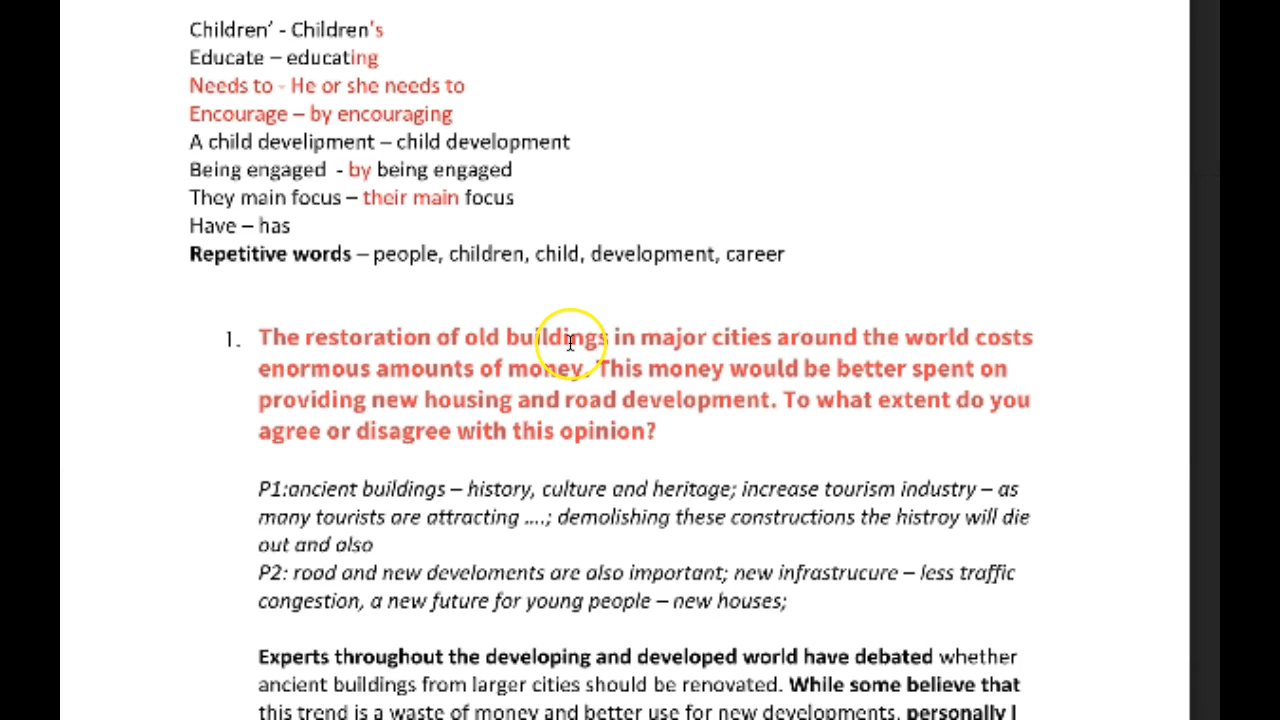 Children’ - Children's
Educate – educating
Needs to - He or she needs to
Encourage – by encouraging
A child develipment – child development
Being engaged  - by being engaged
They main focus – their main focus
Have – has
Repetitive words – people, children, child, development, career
1. The restoration of old buildings in major cities around the world costs
enormous amounts of money. This money would be better spent on
providing new housing and road development. To what extent do you
agree or disagree with this opinion?
P1:ancient buildings – history, culture and heritage; increase tourism industry – as
many tourists are attracting ....; demolishing these constructions the histroy will die
out and also
P2: road and new develoments are also important; new infrastrucure – less traffic
congestion, a new future for young people – new houses;
Experts throughout the developing and developed world have debated whether
ancient buildings from larger cities should be renovated. While some believe that
this trend is a waste of money and better use for new developments, personally I